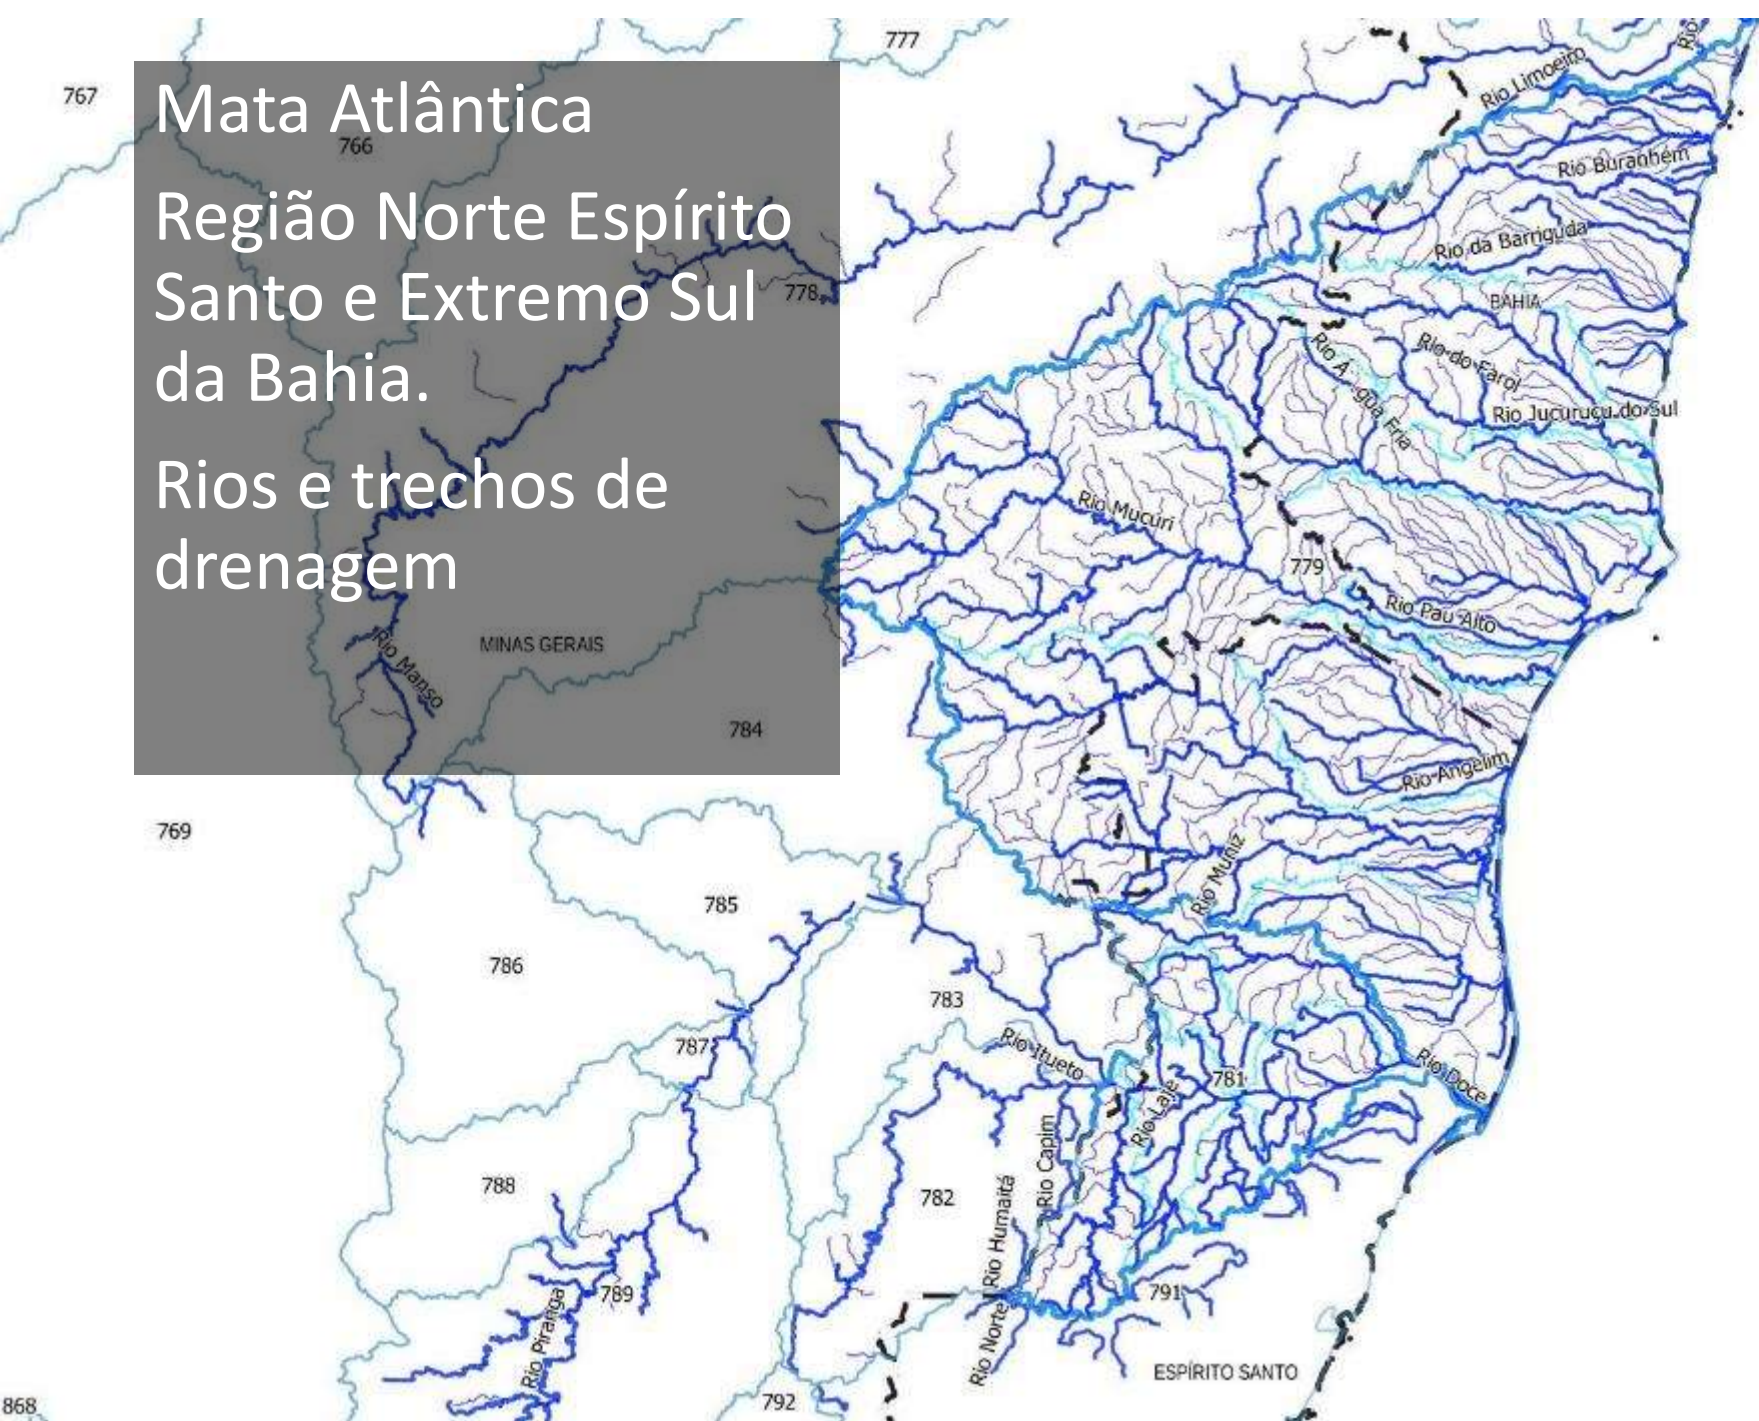 777
767
Mata Atlântica
766
Região Norte Espírito
Santo e Extremo Sul
da Bahia.
Rios e trechos de
drenagem
778
Rio Limoeiro
Rio
Rio Buranhém
Rio da Barriguda
BAHIA
Rio do Farol
Rio Á gua Fria
Rio Jucuruçu do Sul
Rio Mucuri
779
Rio Pau Alto
Rio Manso
MINAS GERAIS
784
Rio Angelim
769
Rio Muniz
785
786
783
787
Rio Itueto
781
Rio Doce
Rio Laje
Rio Capim
788
782
Rio Humaitá
789
791
Rio Piranga
Rio Norte
ESPÍRITO SANTO
792
868